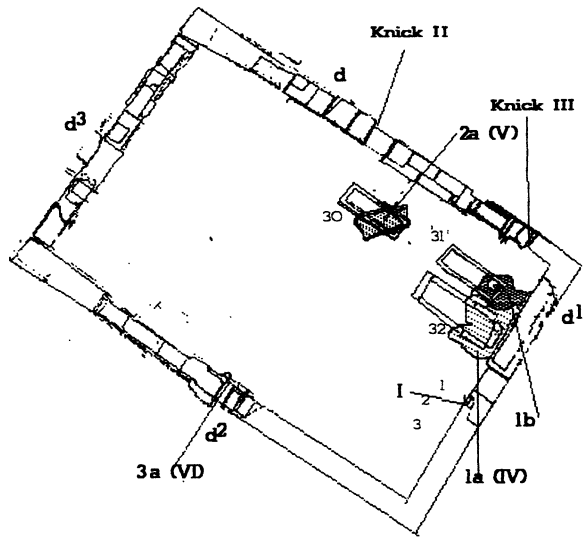 Knick II
d
Knick III
d³
2a (V)
30
31
d¹
32
I
1
2
3
1b
d²
3a (VI)
1a (IV)